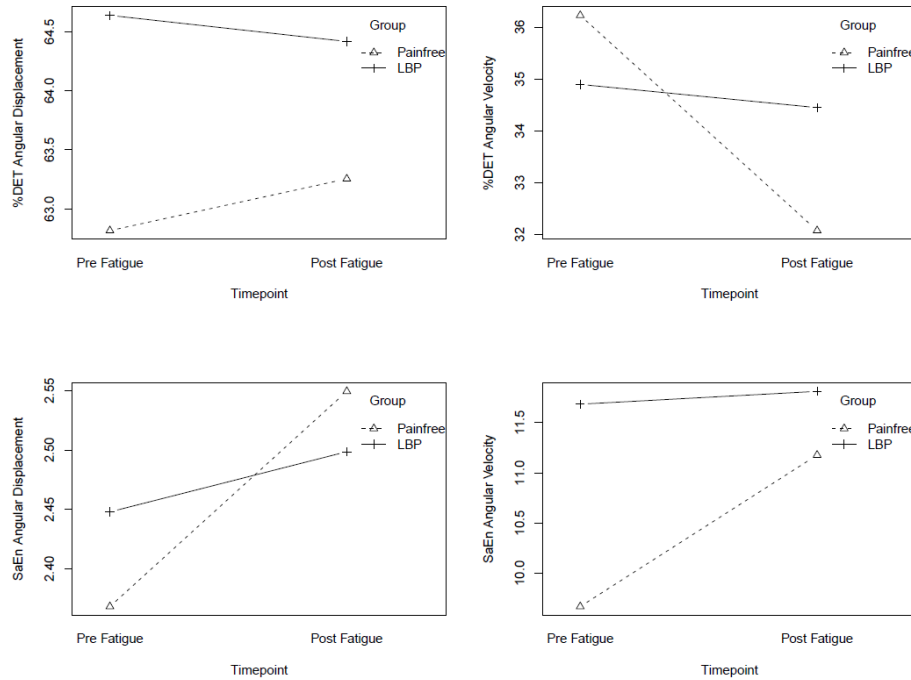 %DET Angular Displacement
64.5
64.0
63.5
63.0
Group
Painfree
LBP
Pre Fatigue
Post Fatigue
Timepoint
%DET Angular Velocity
36
35
34
33
32
Group
Painfree
LBP
Pre Fatigue
Post Fatigue
Timepoint
SaEn Angular Displacement
2.55
2.50
2.45
2.40
Group
Painfree
LBP
Pre Fatigue
Post Fatigue
Timepoint
SaEn Angular Velocity
11.5
11.0
10.5
10.0
Group
Painfree
LBP
Pre Fatigue
Post Fatigue
Timepoint